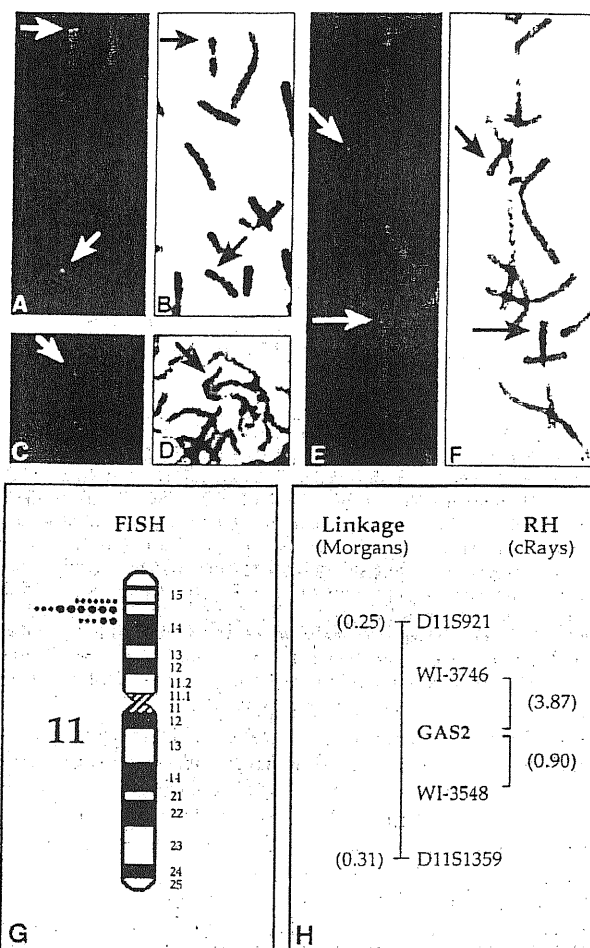 A
B
C
D
E
F
FISH
15
14
13
12
11.2
11.1
11
12
13
14
21
22
23
24
25
11
G
Linkage RH
(Morgans) (cRays)
(0.25) D11S921
WI-3746
(3.87)
GAS2
(0.90)
WI-3548
(0.31) D11S1359
H